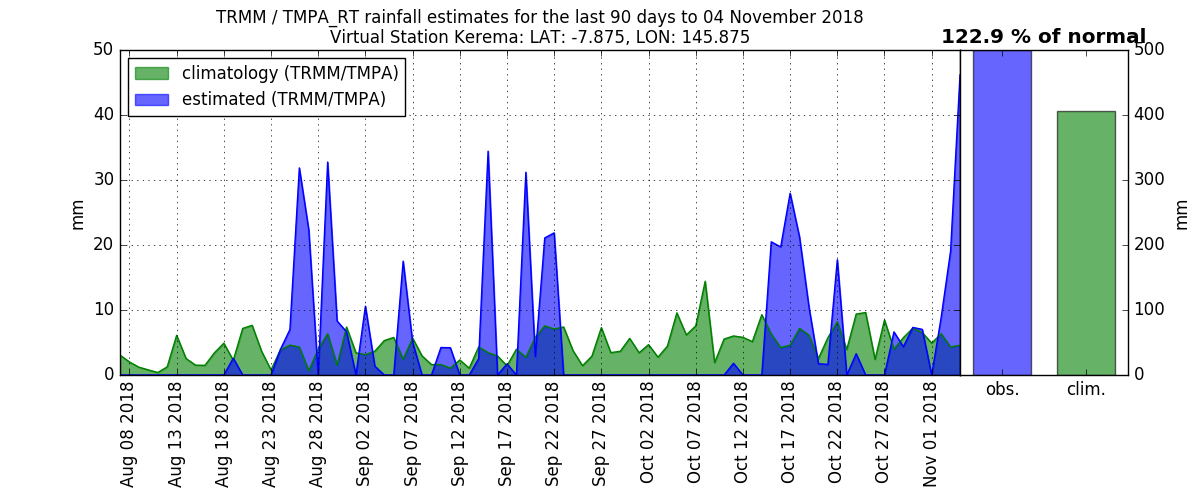 TRMM / TMPA_RT rainfall estimates for the last 90 days to 04 November 2018
Virtual Station Kerema: LAT: -7.875, LON: 145.875
122.9 % of normal
climatology (TRMM/TMPA)
estimated (TRMM/TMPA)
50
40
30
20
10
0
mm
500
400
300
200
100
0
mm
obs.
clim.
Aug 08 2018
Aug 13 2018
Aug 18 2018
Aug 23 2018
Aug 28 2018
Sep 02 2018
Sep 07 2018
Sep 12 2018
Sep 17 2018
Sep 22 2018
Sep 27 2018
Oct 02 2018
Oct 07 2018
Oct 12 2018
Oct 17 2018
Oct 22 2018
Oct 27 2018
Nov 01 2018